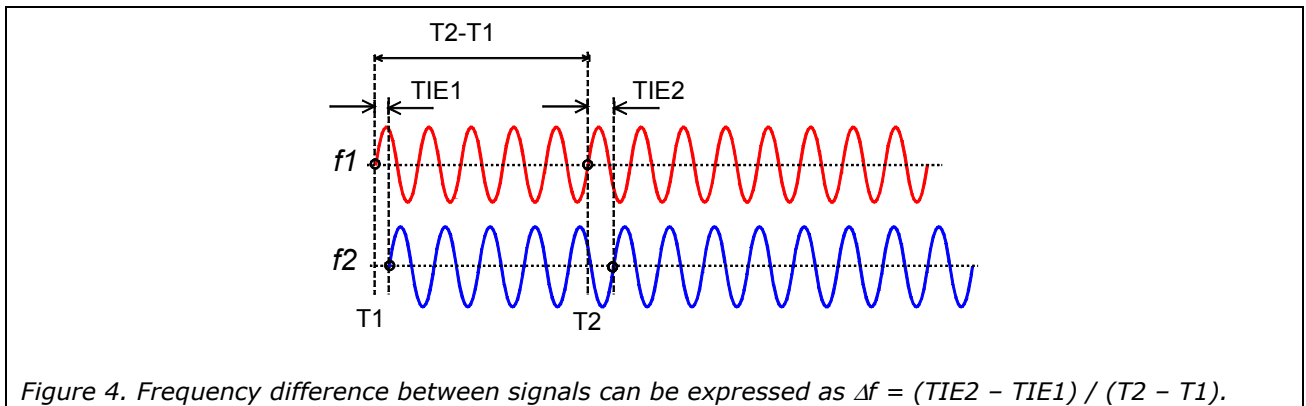 T2-T1
TIE1
TIE2
f1
f2
T1
T2
Figure 4. Frequency difference between signals can be expressed as Δf = (TIE2 – TIE1) / (T2 – T1).